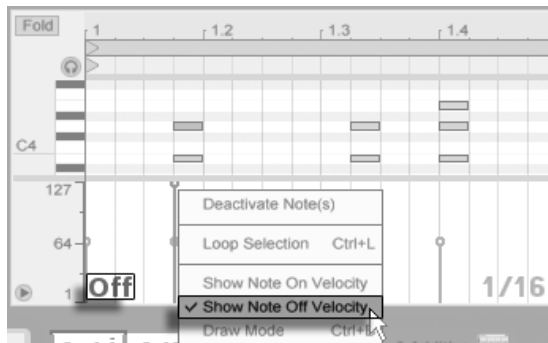 Fold 1 1.2 1.3 1.4
C4
127
64
1 Off 1/16
Deactivate Note(s)
Loop Selection Ctrl+L
Show Note On Velocity
✓ Show Note Off Velocity
Draw Mode